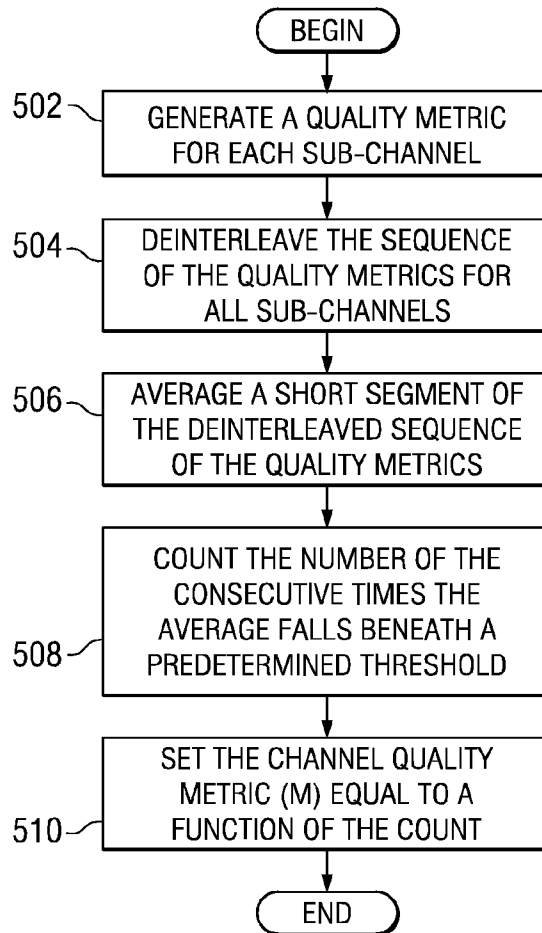 BEGIN
502
GENERATE A QUALITY METRIC
FOR EACH SUB-CHANNEL
504
DEINTERLEAVE THE SEQUENCE
OF THE QUALITY METRICS FOR
ALL SUB-CHANNELS
506
AVERAGE A SHORT SEGMENT OF
THE DEINTERLEAVED SEQUENCE
OF THE QUALITY METRICS
508
COUNT THE NUMBER OF THE
CONSECUTIVE TIMES THE
AVERAGE FALLS BENEATH A
PREDETERMINED THRESHOLD
510
SET THE CHANNEL QUALITY
METRIC (M) EQUAL TO A
FUNCTION OF THE COUNT
END